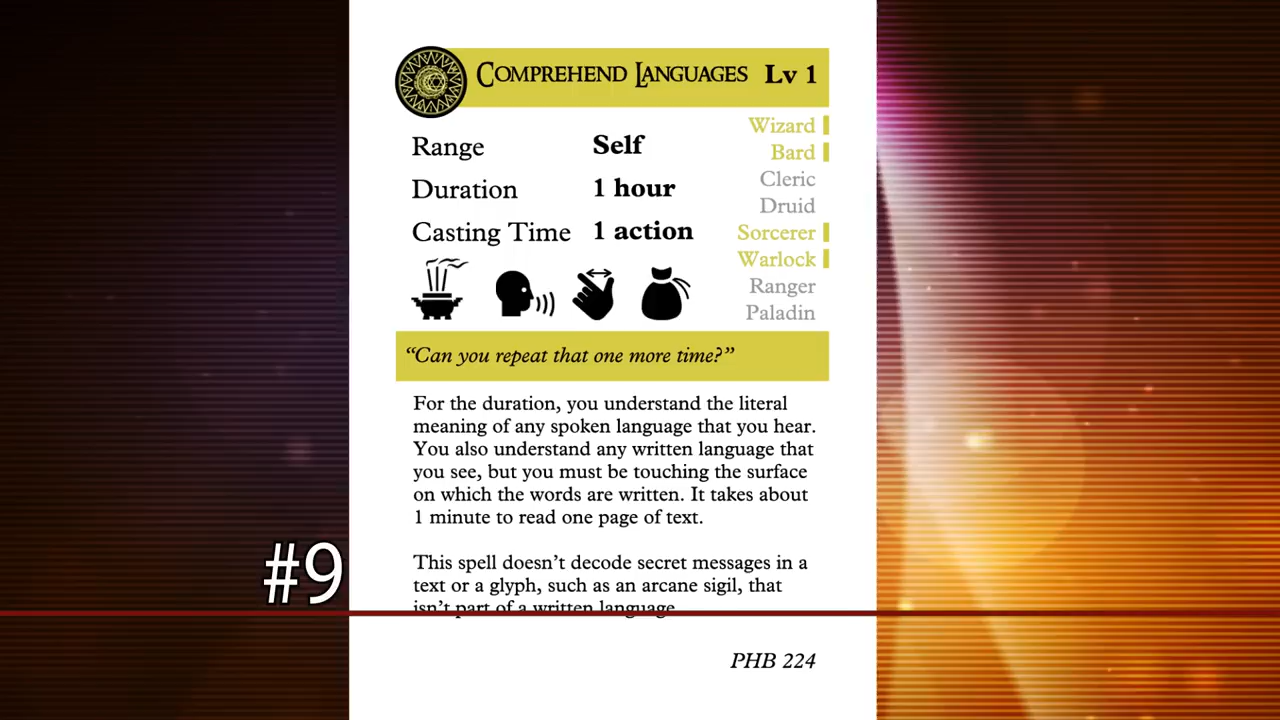 Comprehend Languages Lv 1
Range Self
Duration 1 hour
Casting Time 1 action
Wizard
Bard
Cleric
Druid
Sorcerer
Warlock
Ranger
Paladin
“Can you repeat that one more time?”
For the duration, you understand the literal
meaning of any spoken language that you hear.
You also understand any written language that
you see, but you must be touching the surface
on which the words are written. It takes about
1 minute to read one page of text.
This spell doesn’t decode secret messages in a
text or a glyph, such as an arcane sigil, that
isn’t part of a written language.
#9
PHB 224